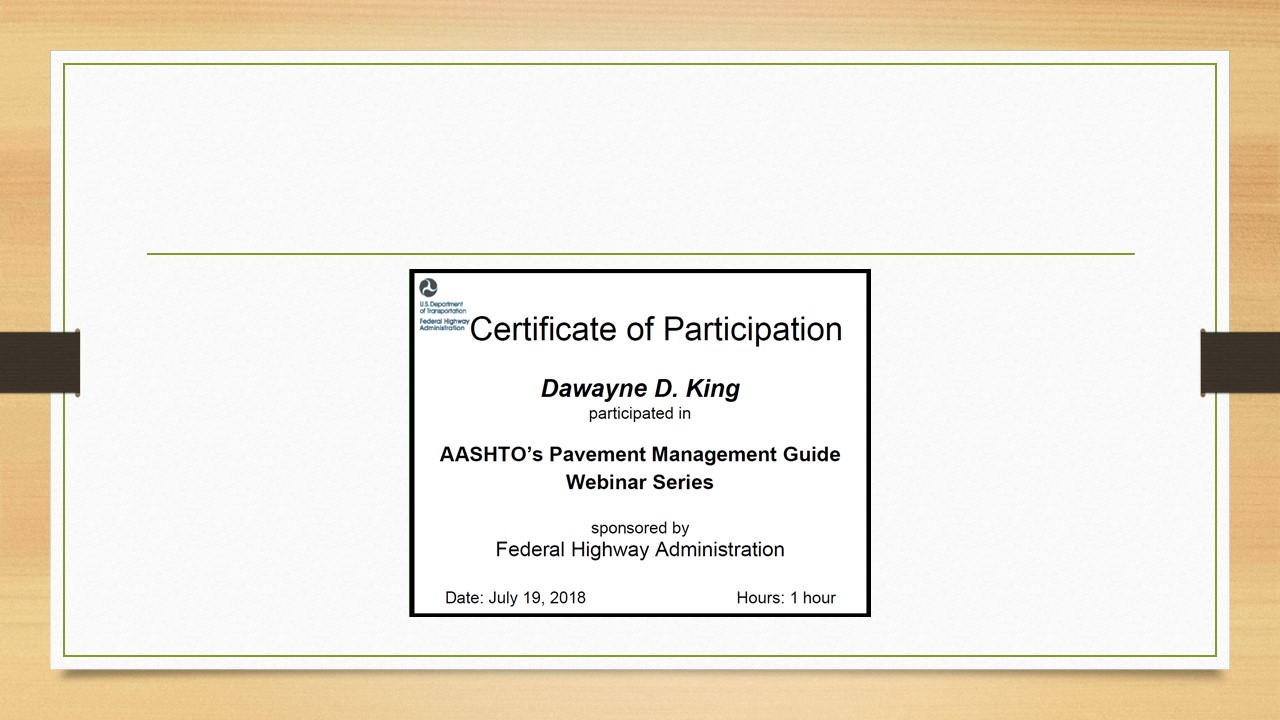 U.S. Department
of Transportation
Federal Highway
Administration
Certificate of Participation
Dawayne D. King
participated in
AASHTO’s Pavement Management Guide
Webinar Series
sponsored by
Federal Highway Administration
Date: July 19, 2018 Hours: 1 hour